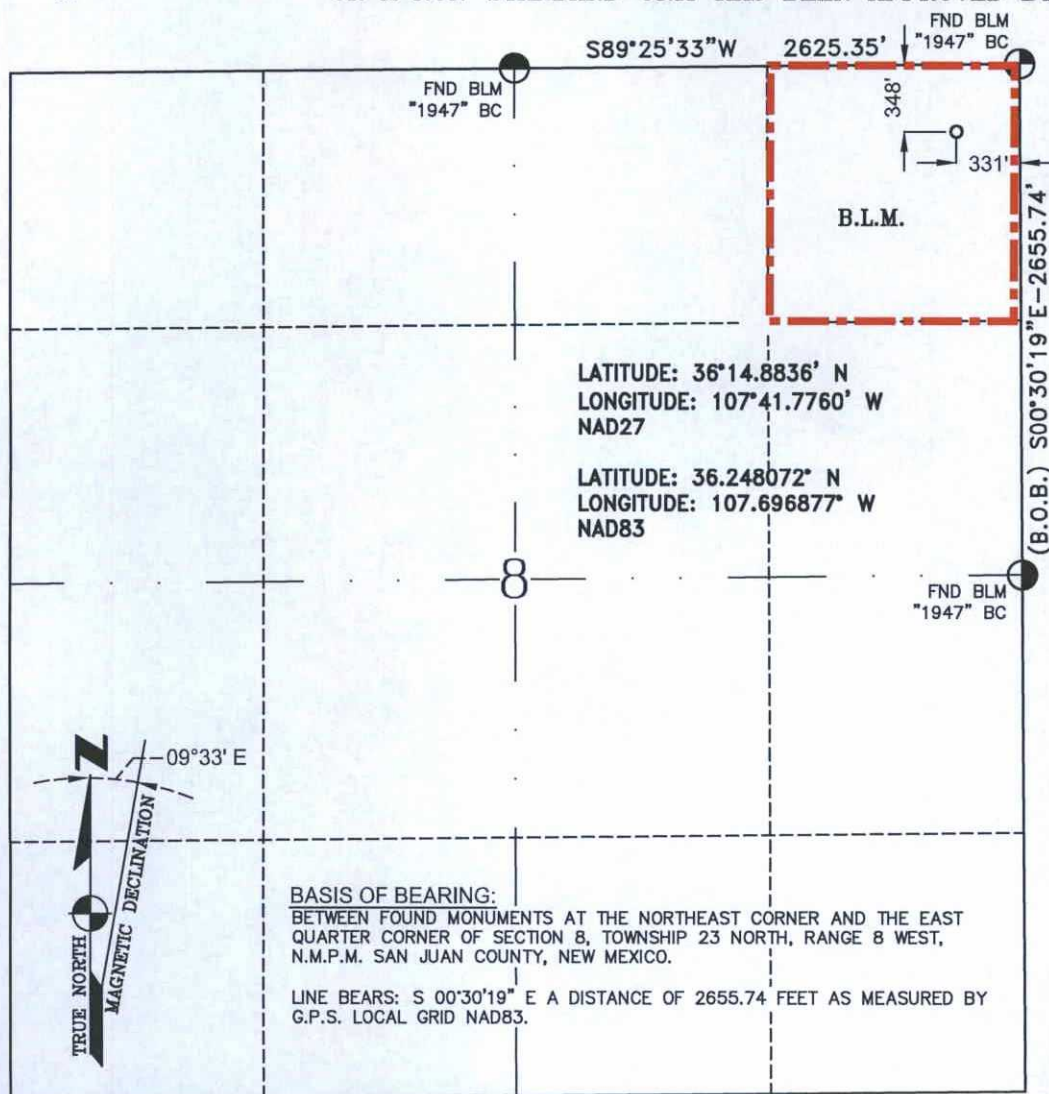 FND BLM
"1947" BC
S89°25'33"W 2625.35'
FND BLM
"1947" BC
348'
331'
B.L.M.
(B.O.B.) S00°30'19"E-2655.74'
LATITUDE: 36°14.8836' N
LONGITUDE: 107°41.7760' W
NAD27
LATITUDE: 36.248072° N
LONGITUDE: 107.696877° W
NAD83
8
FND BLM
"1947" BC
N
09°33' E
TRUE NORTH
MAGNETIC DECLINATION
BASIS OF BEARING:
BETWEEN FOUND MONUMENTS AT THE NORTHEAST CORNER AND THE EAST
QUARTER CORNER OF SECTION 8, TOWNSHIP 23 NORTH, RANGE 8 WEST,
N.M.P.M. SAN JUAN COUNTY, NEW MEXICO.
LINE BEARS: S 00°30'19" E A DISTANCE OF 2655.74 FEET AS MEASURED BY
G.P.S. LOCAL GRID NAD83.